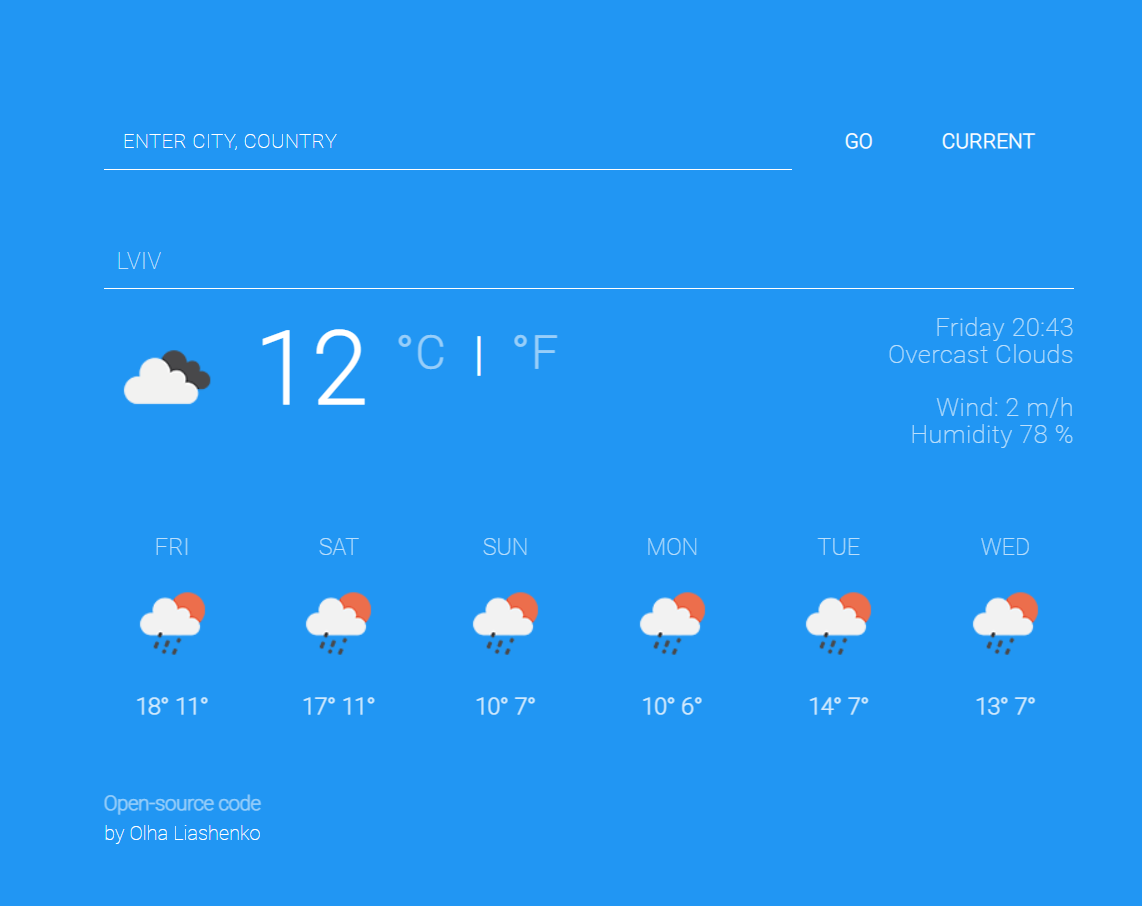 ENTER CITY, COUNTRY GO CURRENT
LVIV
12 °C | °F
Friday 20:43
Overcast Clouds
Wind: 2 m/h
Humidity 78 %
FRI SAT SUN MON TUE WED
18° 11° 17° 11° 10° 7° 10° 6° 14° 7° 13° 7°
Open-source code
by Olha Liashenko